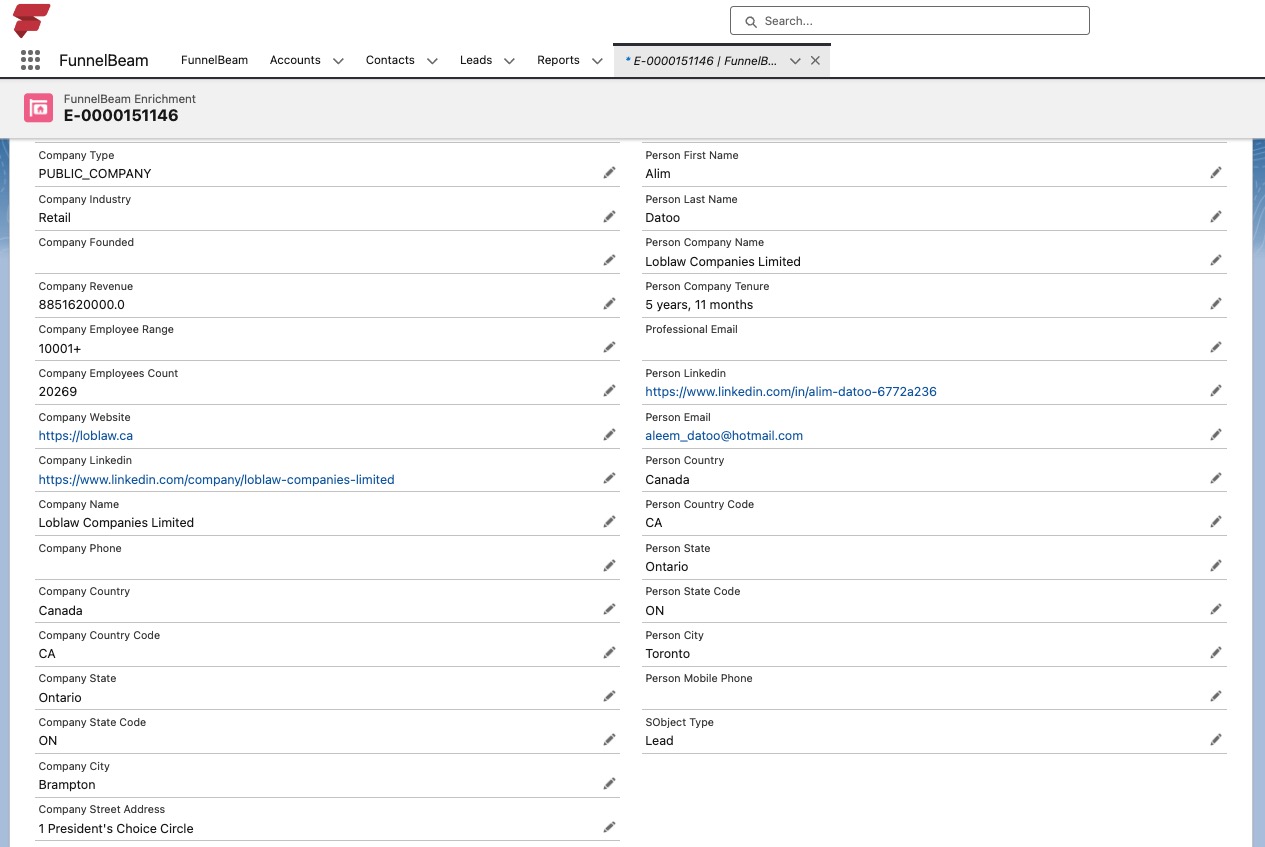 Search...
FunnelBeam
FunnelBeam
Accounts
Contacts
Leads
Reports
* E-0000151146 | FunnelB...
FunnelBeam Enrichment
E-0000151146
Company Type
PUBLIC_COMPANY
Company Industry
Retail
Company Founded
Company Revenue
8851620000.0
Company Employee Range
10001+
Company Employees Count
20269
Company Website
https://loblaw.ca
Company Linkedin
https://www.linkedin.com/company/loblaw-companies-limited
Company Name
Loblaw Companies Limited
Company Phone
Company Country
Canada
Company Country Code
CA
Company State
Ontario
Company State Code
ON
Company City
Brampton
Company Street Address
1 President's Choice Circle
Person First Name
Alim
Person Last Name
Datoo
Person Company Name
Loblaw Companies Limited
Person Company Tenure
5 years, 11 months
Professional Email
Person Linkedin
https://www.linkedin.com/in/alim-datoo-6772a236
Person Email
aleem_datoo@hotmail.com
Person Country
Canada
Person Country Code
CA
Person State
Ontario
Person State Code
ON
Person City
Toronto
Person Mobile Phone
SObject Type
Lead